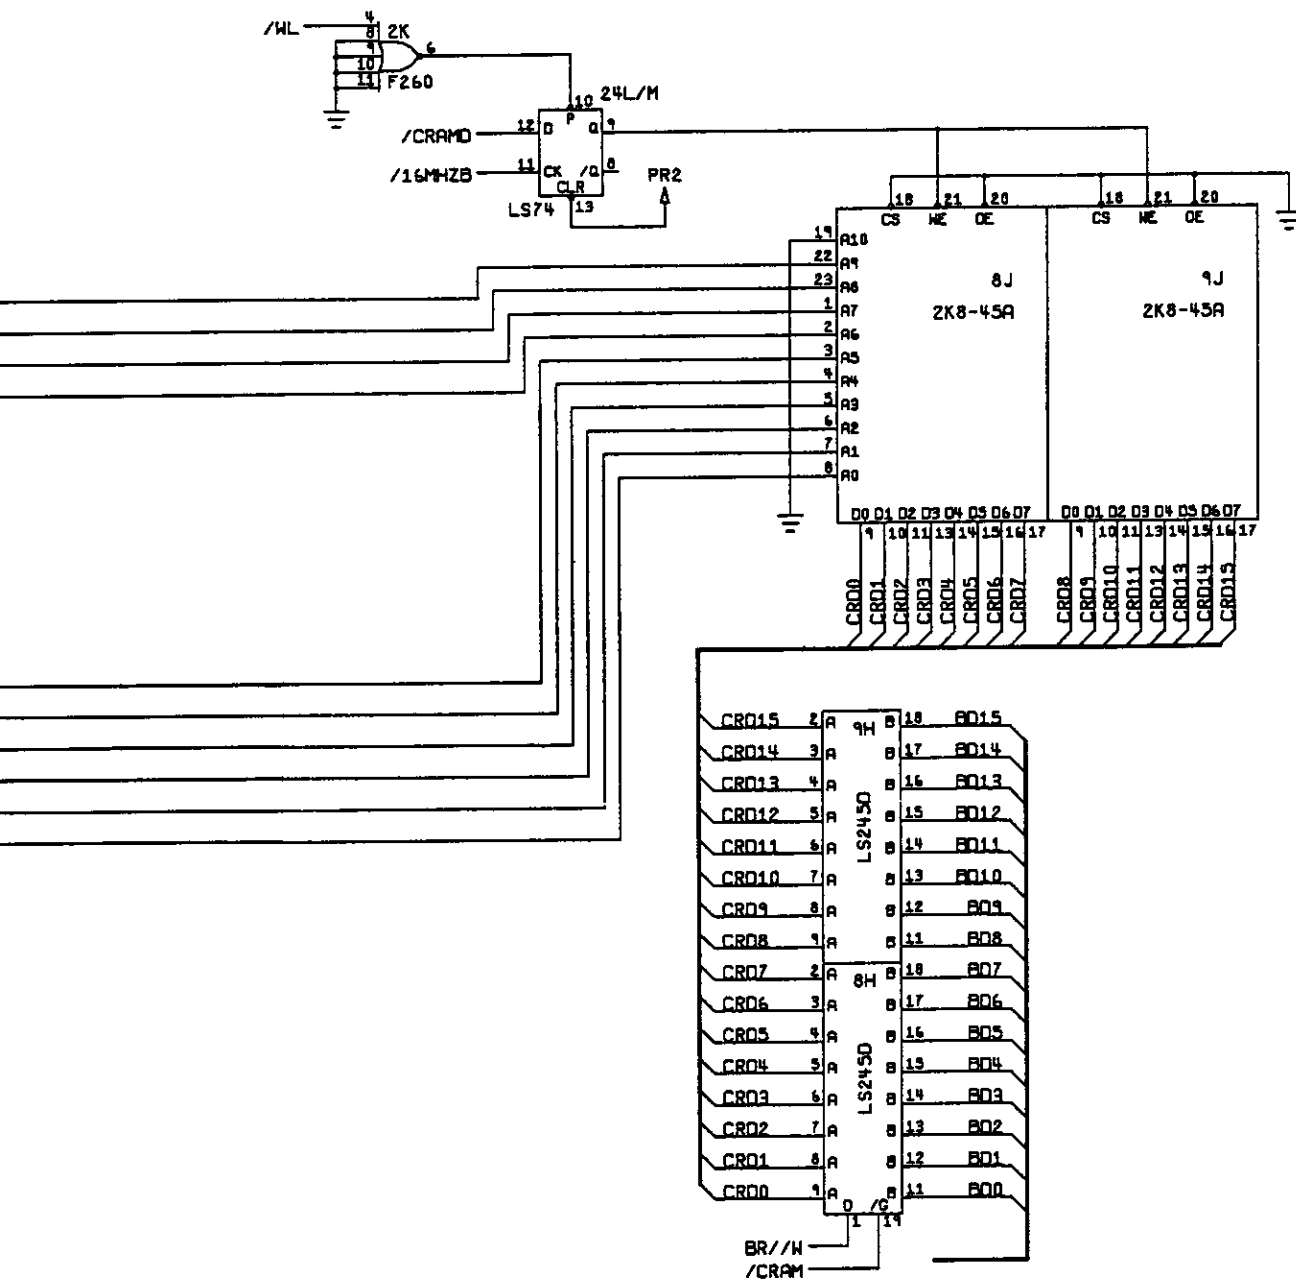 /WL 4
8 2K
9 6
10
11 F260
24L/M
10
/CRAMD 12 D P Q 9
/16MHZB 11 CK /Q 8 PR2
CLR
LS74 13
18 21 20 18 21 20
CS WE OE CS WE OE
19 A10
22 A9
23 A8 8J 9J
1 A7 2K8-45A 2K8-45A
2 A6
3 A5
4 A4
5 A3
6 A2
7 A1
8 A0
D0 D1 D2 D3 D4 D5 D6 D7 D0 D1 D2 D3 D4 D5 D6 D7
9 10 11 13 14 15 16 17 9 10 11 13 14 15 16 17
CRD0 CRD1 CRD2 CRD3 CRD4 CRD5 CRD6 CRD7 CRD8 CRD9 CRD10 CRD11 CRD12 CRD13 CRD14 CRD15
CRD15 2 A 9H B 18 BD15
CRD14 3 A B 17 BD14
CRD13 4 A B 16 BD13
CRD12 5 A B 15 BD12
LS245D
CRD11 6 A B 14 BD11
CRD10 7 A B 13 BD10
CRD9 8 A B 12 BD9
CRD8 9 A B 11 BD8
CRD7 2 A 8H B 18 BD7
CRD6 3 A B 17 BD6
CRD5 4 A B 16 BD5
CRD4 5 A B 15 BD4
LS245D
CRD3 6 A B 14 BD3
CRD2 7 A B 13 BD2
CRD1 8 A B 12 BD1
CRD0 9 A B 11 BD0
D /G
1 19
BR//W
/CRAM